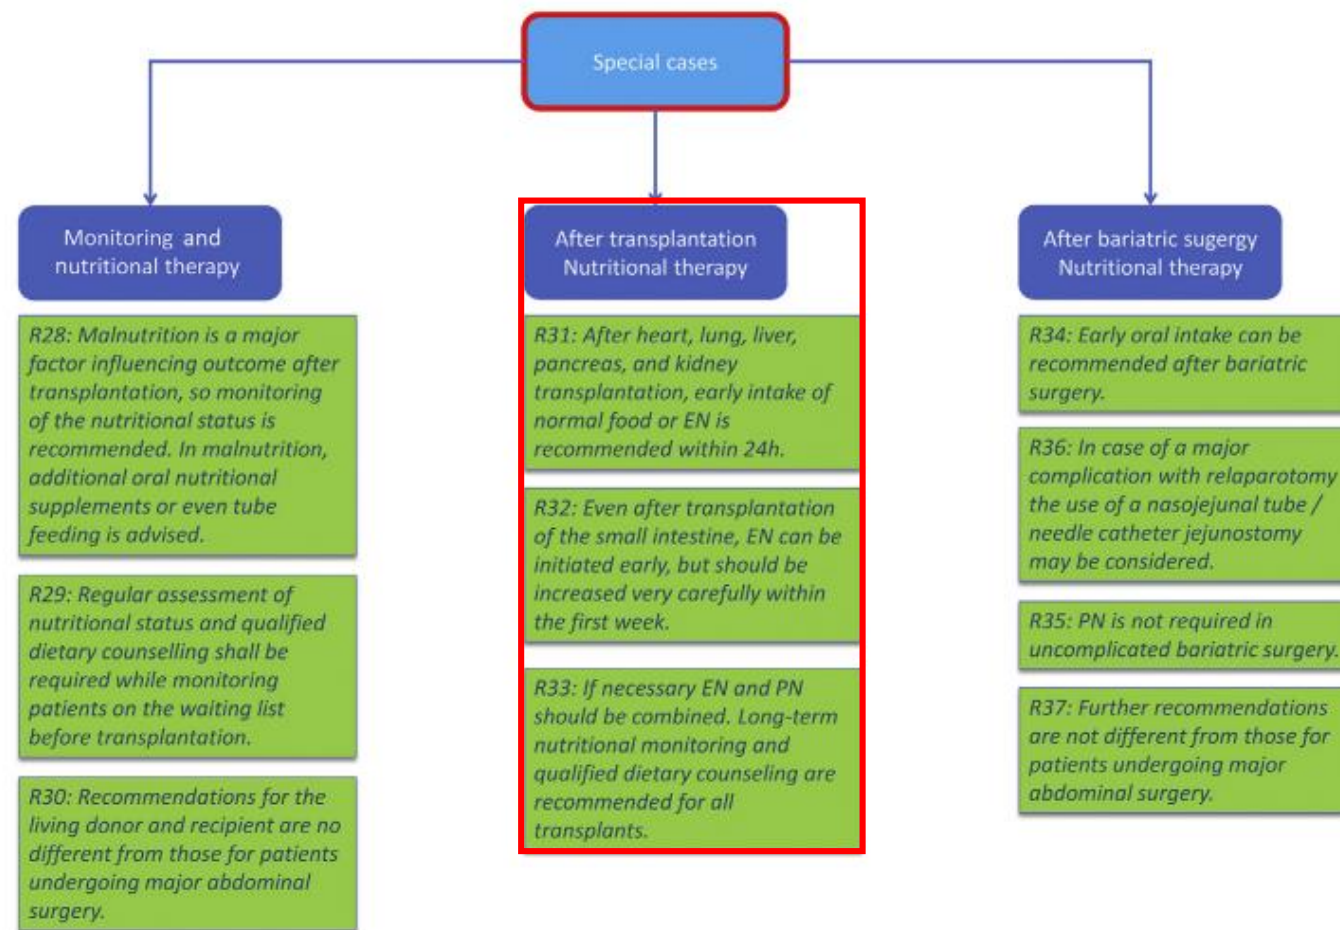 Special cases
Monitoring and
nutritional therapy
R28: Malnutrition is a major
factor influencing outcome after
transplantation, so monitoring
of the nutritional status is
recommended. In malnutrition,
additional oral nutritional
supplements or even tube
feeding is advised.
R29: Regular assessment of
nutritional status and qualified
dietary counselling shall be
required while monitoring
patients on the waiting list
before transplantation.
R30: Recommendations for the
living donor and recipient are no
different from those for patients
undergoing major abdominal
surgery.
After transplantation
Nutritional therapy
R31: After heart, lung, liver,
pancreas, and kidney
transplantation, early intake of
normal food or EN is
recommended within 24h.
R32: Even after transplantation
of the small intestine, EN can be
initiated early, but should be
increased very carefully within
the first week.
R33: If necessary EN and PN
should be combined. Long-term
nutritional monitoring and
qualified dietary counseling are
recommended for all
transplants.
After bariatric sugergy
Nutritional therapy
R34: Early oral intake can be
recommended after bariatric
surgery.
R36: In case of a major
complication with relaparotomy
the use of a nasojejunal tube /
needle catheter jejunostomy
may be considered.
R35: PN is not required in
uncomplicated bariatric surgery.
R37: Further recommendations
are not different from those for
patients undergoing major
abdominal surgery.